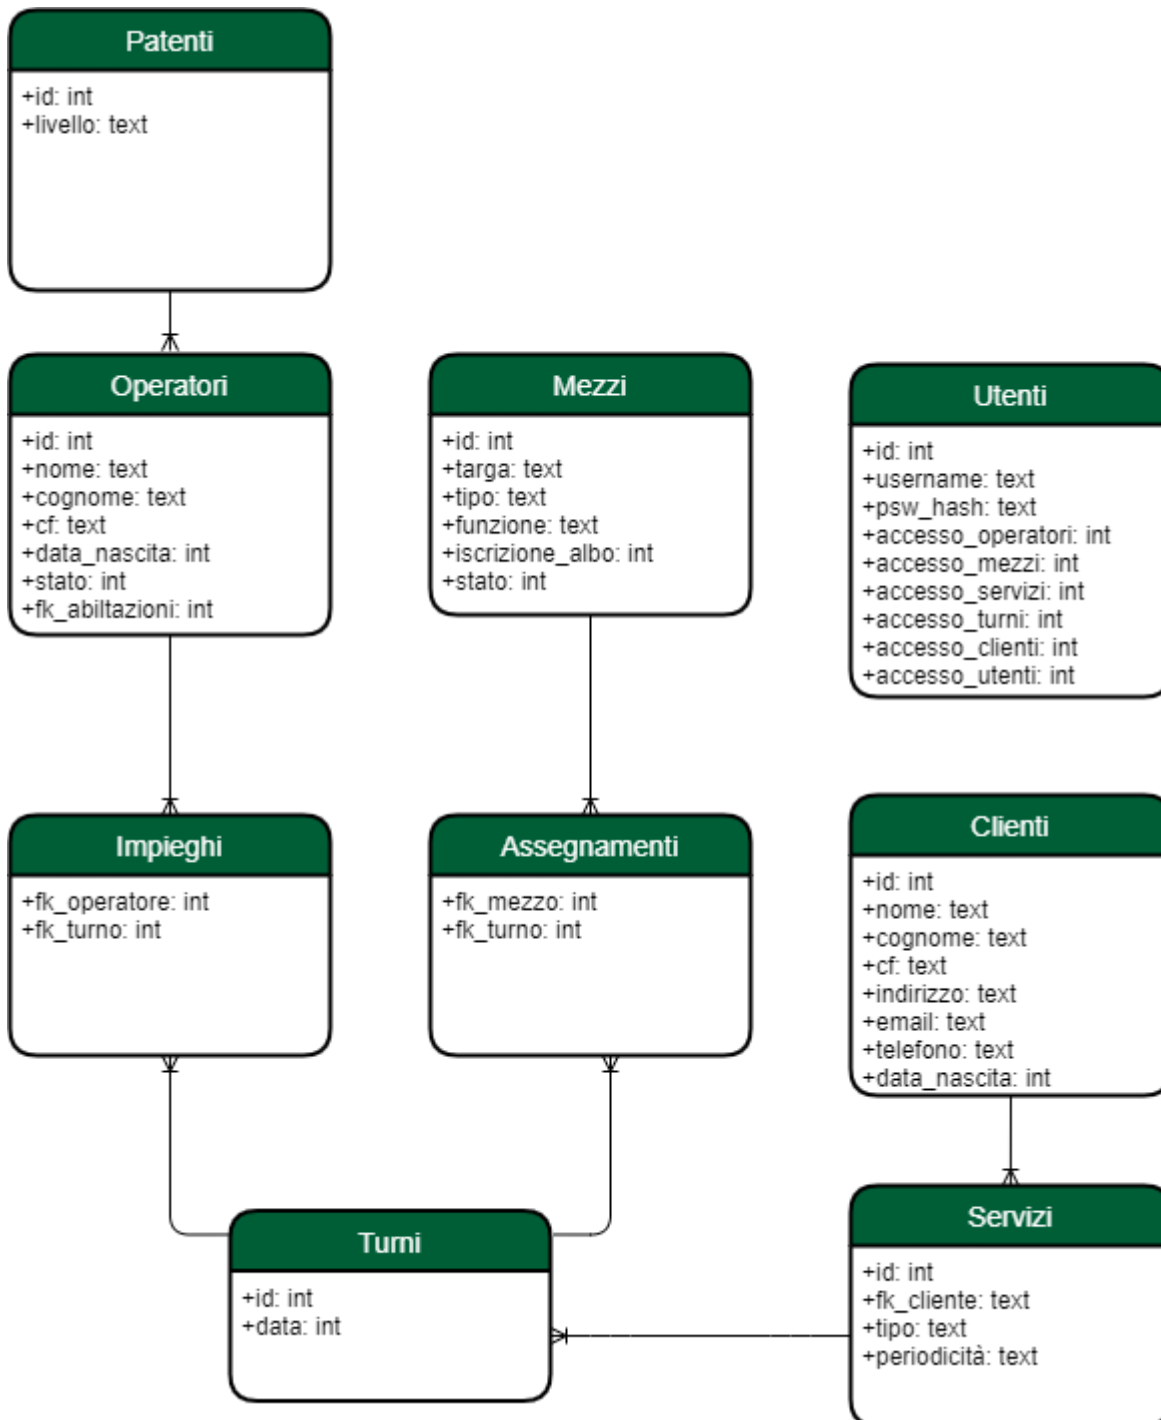 Patenti
+id: int
+livello: text
Operatori
+id: int
+nome: text
+cognome: text
+cf: text
+data_nascita: int
+stato: int
+fk_abiltazioni: int
Mezzi
+id: int
+targa: text
+tipo: text
+funzione: text
+iscrizione_albo: int
+stato: int
Utenti
+id: int
+username: text
+psw_hash: text
+accesso_operatori: int
+accesso_mezzi: int
+accesso_servizi: int
+accesso_turni: int
+accesso_clienti: int
+accesso_utenti: int
Impieghi
+fk_operatore: int
+fk_turno: int
Assegnamenti
+fk_mezzo: int
+fk_turno: int
Clienti
+id: int
+nome: text
+cognome: text
+cf: text
+indirizzo: text
+email: text
+telefono: text
+data_nascita: int
Turni
+id: int
+data: int
Servizi
+id: int
+fk_cliente: text
+tipo: text
+periodicità: text